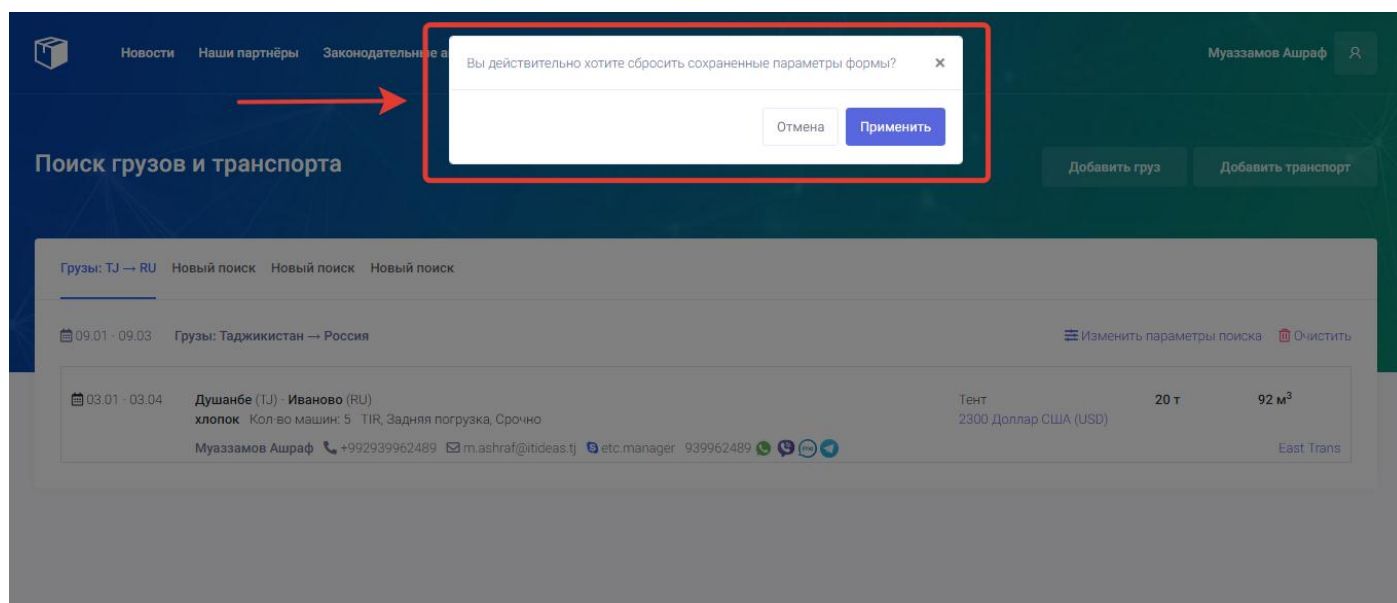 Новости Наши партнёры Законодательные а
Муаззамов Ашраф
Вы действительно хотите сбросить сохраненные параметры формы? ×
Отмена Применить
Поиск грузов и транспорта
Добавить груз Добавить транспорт
Грузы: TJ → RU Новый поиск Новый поиск Новый поиск
09.01 - 09.03 Грузы: Таджикистан → Россия Изменить параметры поиска Очистить
03.01 - 03.04 Душанбе (TJ) - Иваново (RU) Тент 20 т 92 м³
хлопок Кол-во машин: 5 TIR, Задняя погрузка, Срочно 2300 Доллар США (USD)
Муаззамов Ашраф +992939962489 m.ashraf@itideas.tj etc.manager 939962489 East Trans